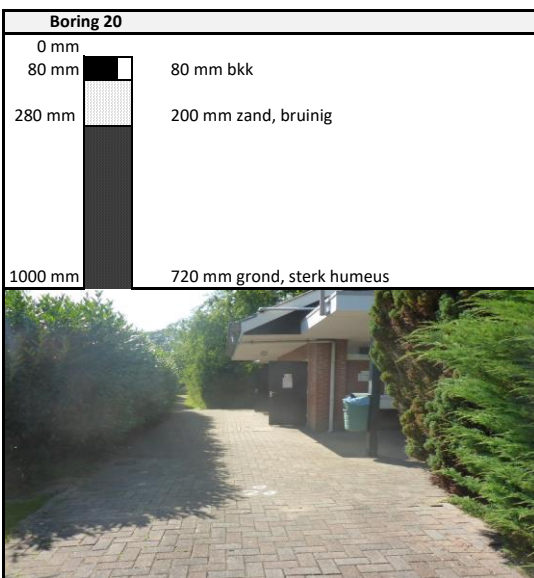 Boring 20
0 mm
80 mm 80 mm bkk
280 mm 200 mm zand, bruinig
1000 mm 720 mm grond, sterk humeus